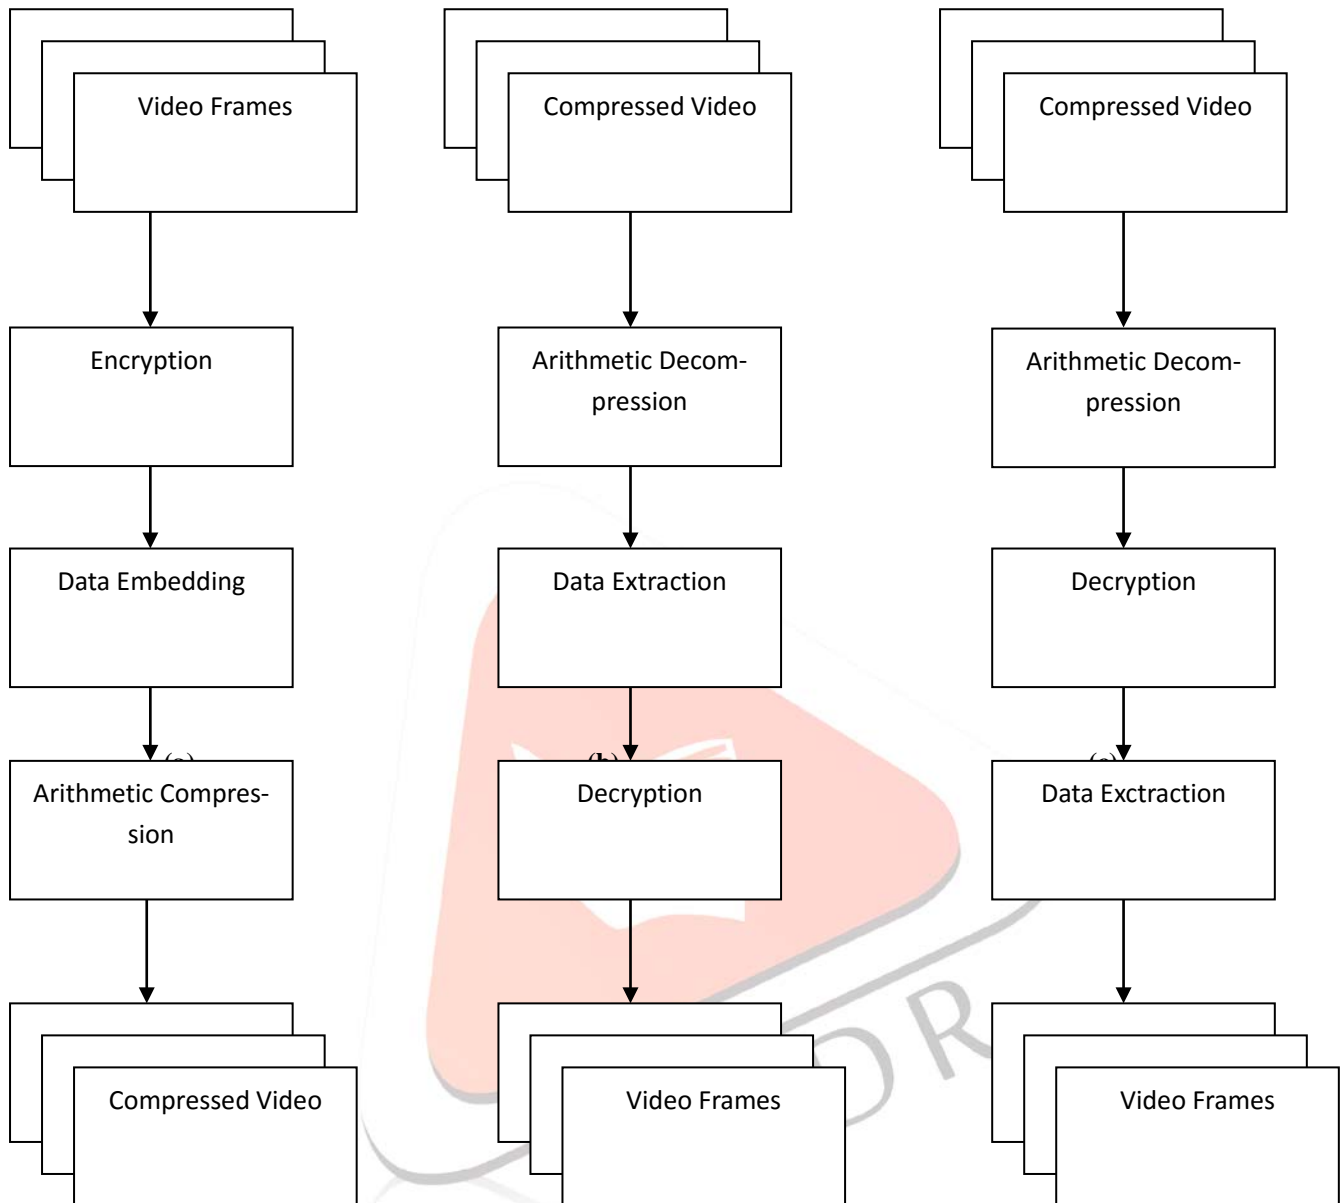 Video Frames
Encryption
Data Embedding
(a)
Arithmetic Compres-
sion
Compressed Video
Compressed Video
Arithmetic Decom-
pression
Data Extraction
(b)
Decryption
Video Frames
Compressed Video
Arithmetic Decom-
pression
Decryption
(c)
Data Exctraction
Video Frames
DR